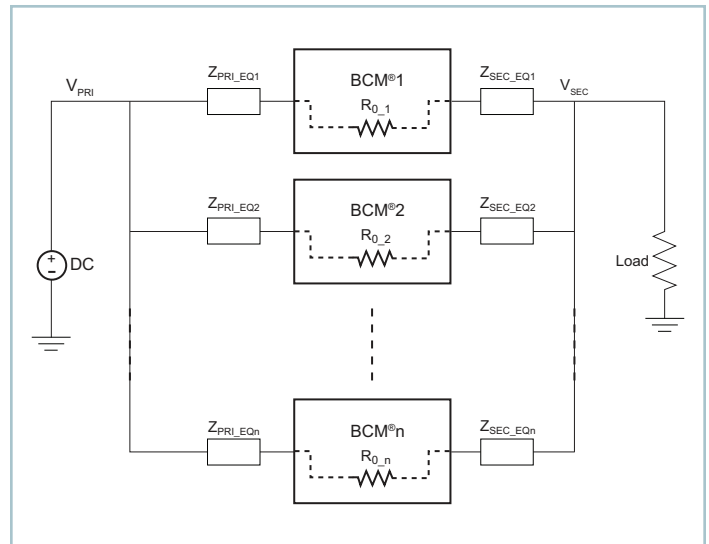 V_PRI
Z_PRI_EQ1
BCM®1
R_0_1
Z_SEC_EQ1
V_SEC
Z_PRI_EQ2
BCM®2
R_0_2
Z_SEC_EQ2
+
DC
Load
Z_PRI_EQn
BCM®n
R_0_n
Z_SEC_EQn